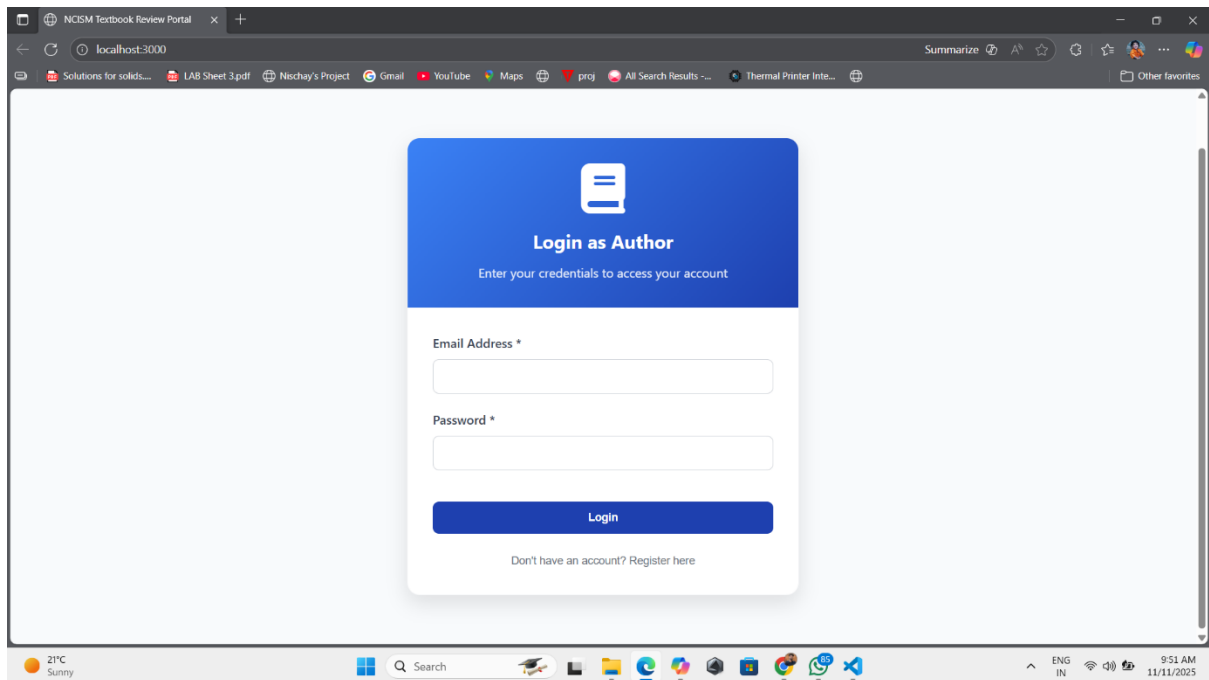 NCISM Textbook Review Portal
localhost:3000
Summarize
Solutions for solids....
LAB Sheet 3.pdf
Nischay's Project
Gmail
YouTube
Maps
proj
All Search Results -...
Thermal Printer Inte...
Other favorites
Login as Author
Enter your credentials to access your account
Email Address *
Password *
Login
Don't have an account? Register here
21°C
Sunny
Search
85
ENG
IN
9:51 AM
11/11/2025